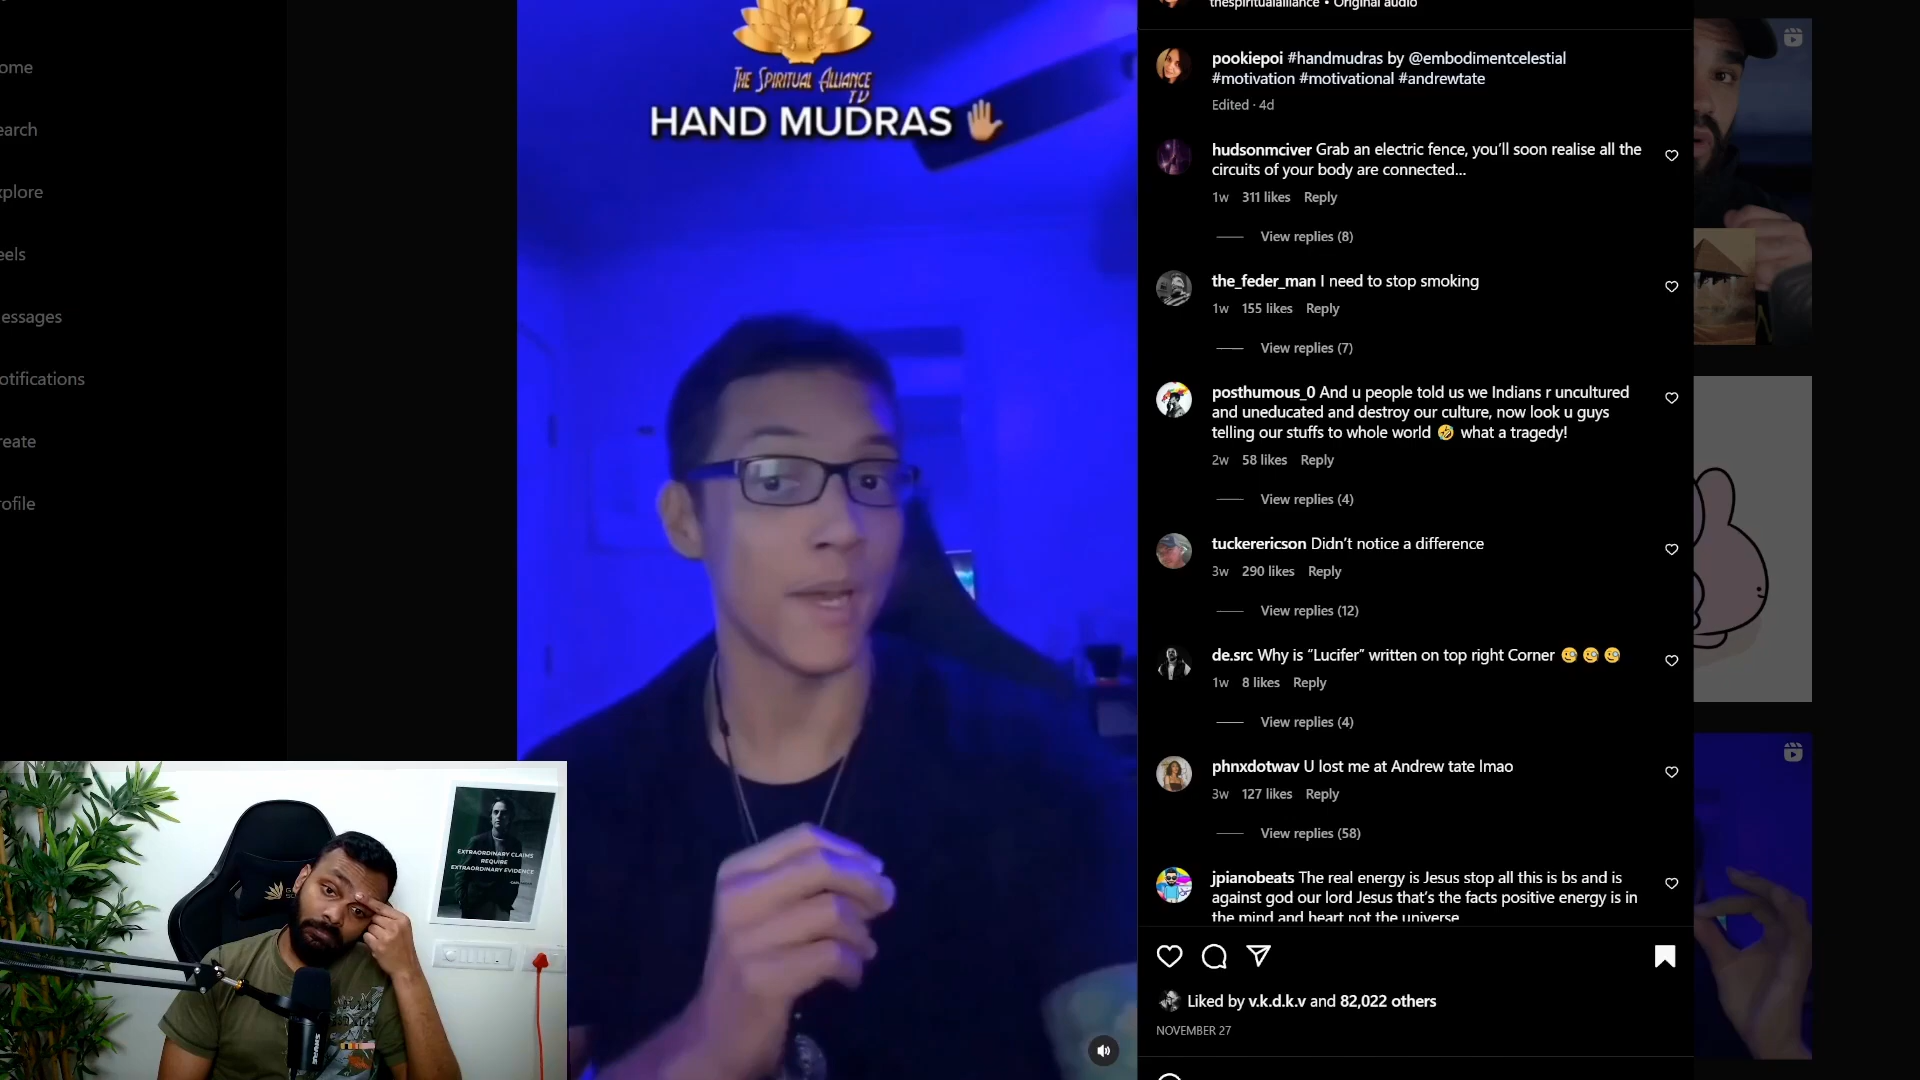 ome
earch
xplore
eels
essages
otifications
reate
rofile
THE SPIRITUAL ALLIANCE
TV
HAND MUDRAS
EXTRAORDINARY CLAIMS
REQUIRE
EXTRAORDINARY EVIDENCE
thespiritualalliance • Original audio
pookiepoi #handmudras by @embodimentcelestial
#motivation #motivational #andrewtate
Edited · 4d
hudsonmciver Grab an electric fence, you'll soon realise all the
circuits of your body are connected...
1w 311 likes Reply
View replies (8)
the_feder_man I need to stop smoking
1w 155 likes Reply
View replies (7)
posthumous_0 And u people told us we Indians r uncultured
and uneducated and destroy our culture, now look u guys
telling our stuffs to whole world 🤣 what a tragedy!
2w 58 likes Reply
View replies (4)
tuckerericson Didn't notice a difference
3w 290 likes Reply
View replies (12)
de.src Why is “Lucifer” written on top right Corner 🧐🧐🧐
1w 8 likes Reply
View replies (4)
phnxdotwav U lost me at Andrew tate lmao
3w 127 likes Reply
View replies (58)
jpianobeats The real energy is Jesus stop all this is bs and is
against god our lord Jesus that's the facts positive energy is in
the mind and heart not the universe
Liked by v.k.d.k.v and 82,022 others
NOVEMBER 27